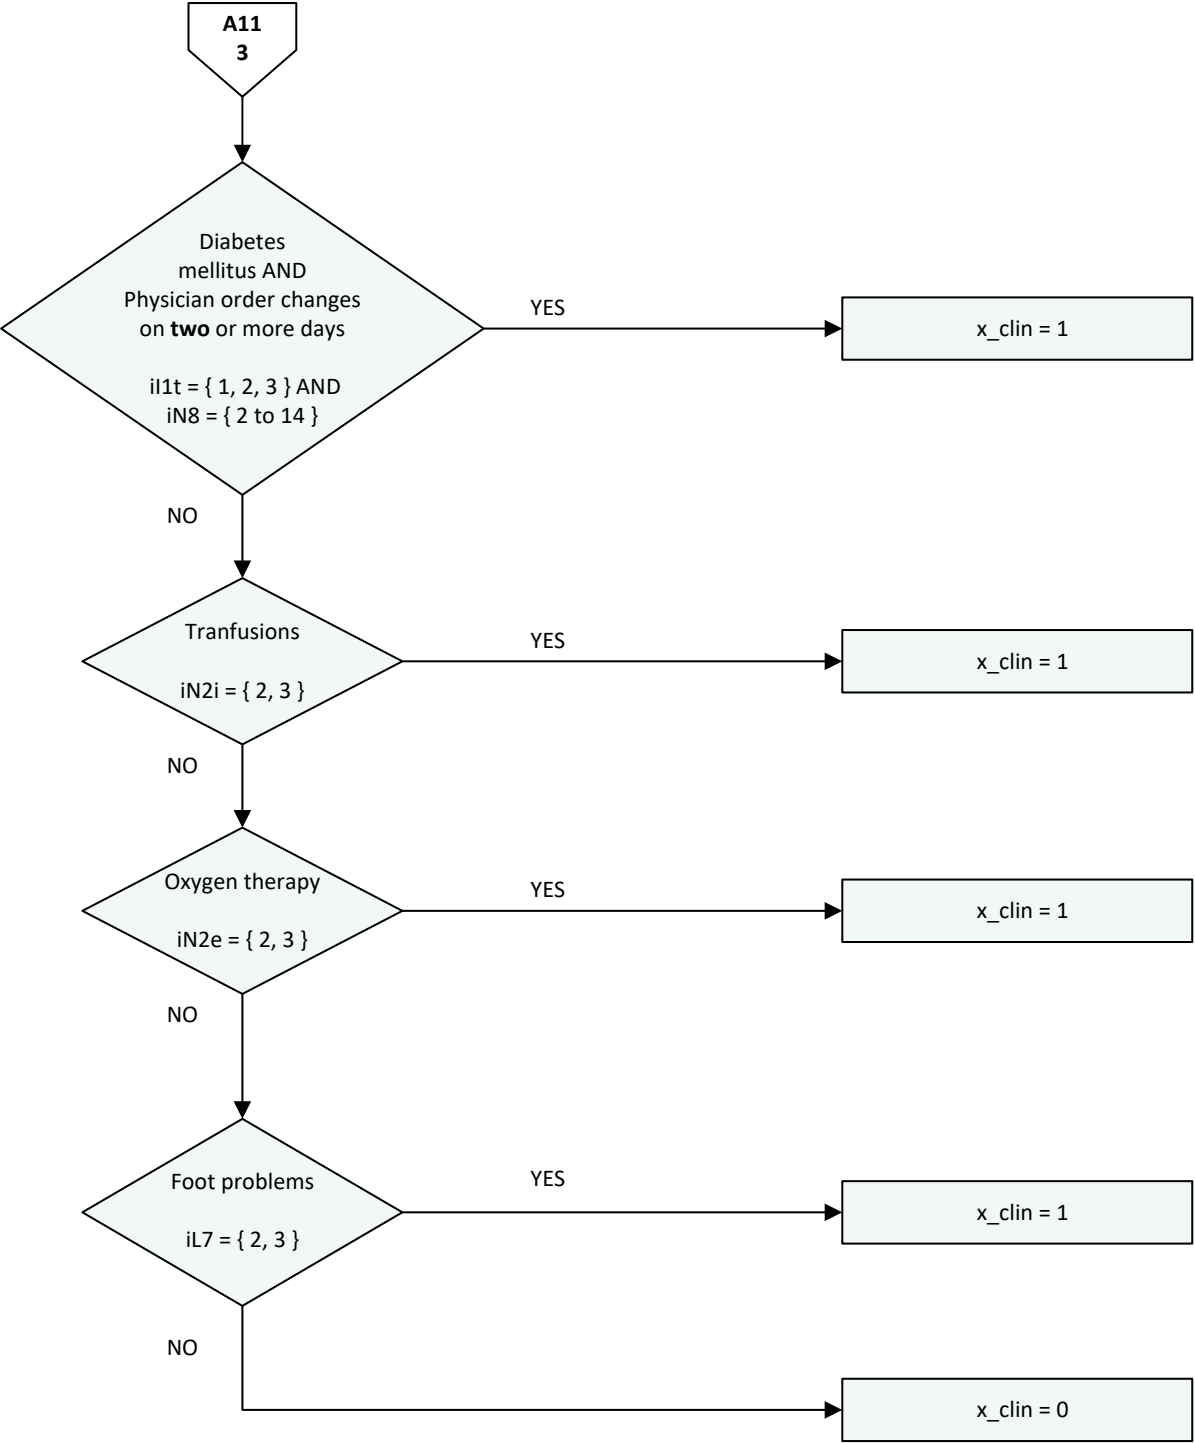 A11
3
Diabetes
mellitus AND
Physician order changes
on two or more days
iI1t = { 1, 2, 3 } AND
iN8 = { 2 to 14 }
YES
x_clin = 1
NO
Tranfusions
iN2i = { 2, 3 }
YES
x_clin = 1
NO
Oxygen therapy
iN2e = { 2, 3 }
YES
x_clin = 1
NO
Foot problems
iL7 = { 2, 3 }
YES
x_clin = 1
NO
x_clin = 0